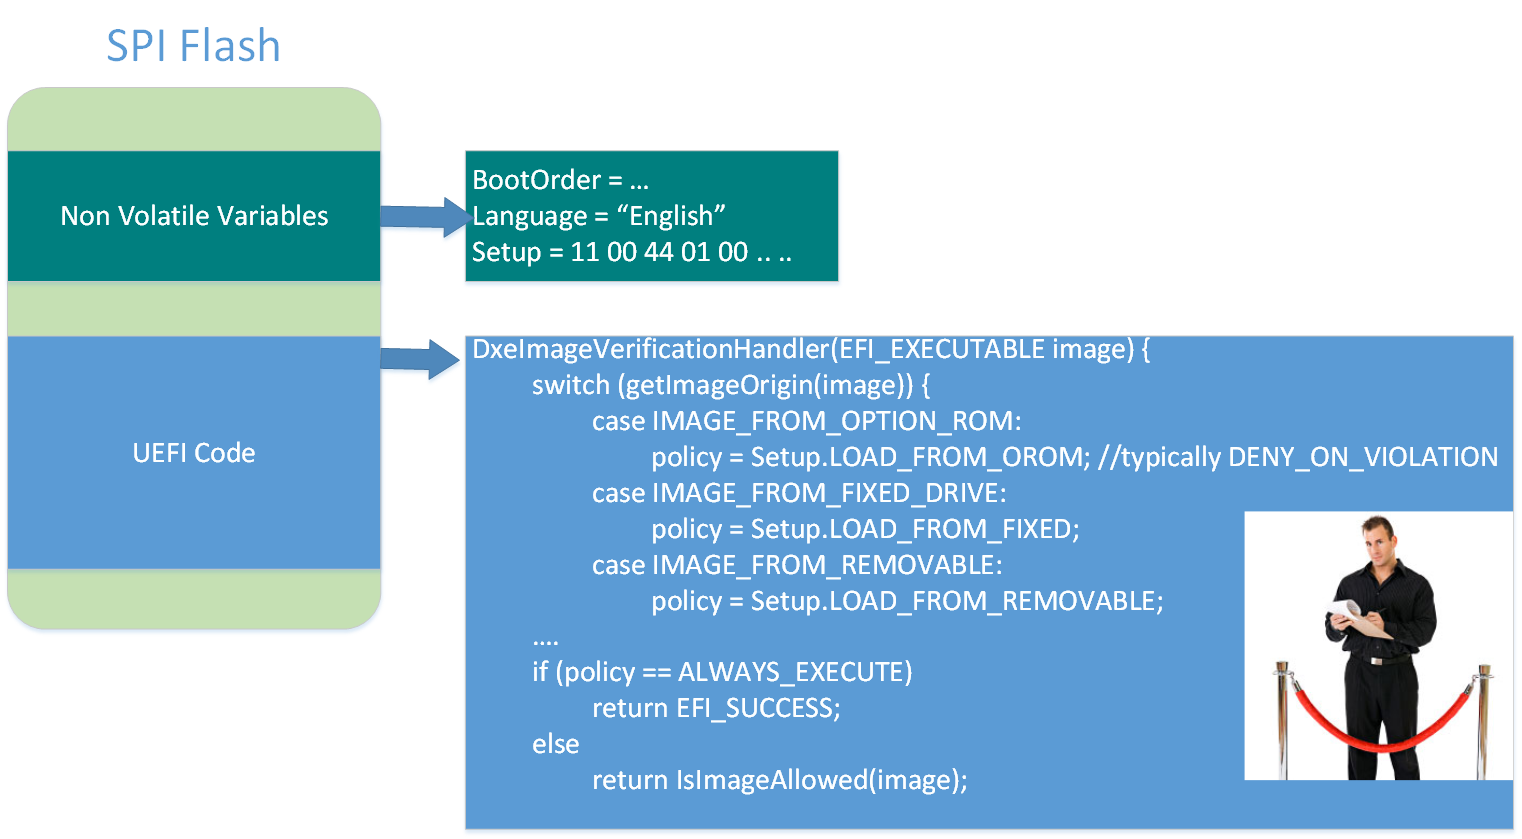 SPI Flash
Non Volatile Variables
BootOrder = ...
Language = “English”
Setup = 11 00 44 01 00 .. ..
UEFI Code
DxeImageVerificationHandler(EFI_EXECUTABLE image) {
switch (getImageOrigin(image)) {
case IMAGE_FROM_OPTION_ROM:
policy = Setup.LOAD_FROM_OROM; //typically DENY_ON_VIOLATION
case IMAGE_FROM_FIXED_DRIVE:
policy = Setup.LOAD_FROM_FIXED;
case IMAGE_FROM_REMOVABLE:
policy = Setup.LOAD_FROM_REMOVABLE;
....
if (policy == ALWAYS_EXECUTE)
return EFI_SUCCESS;
else
return IsImageAllowed(image);